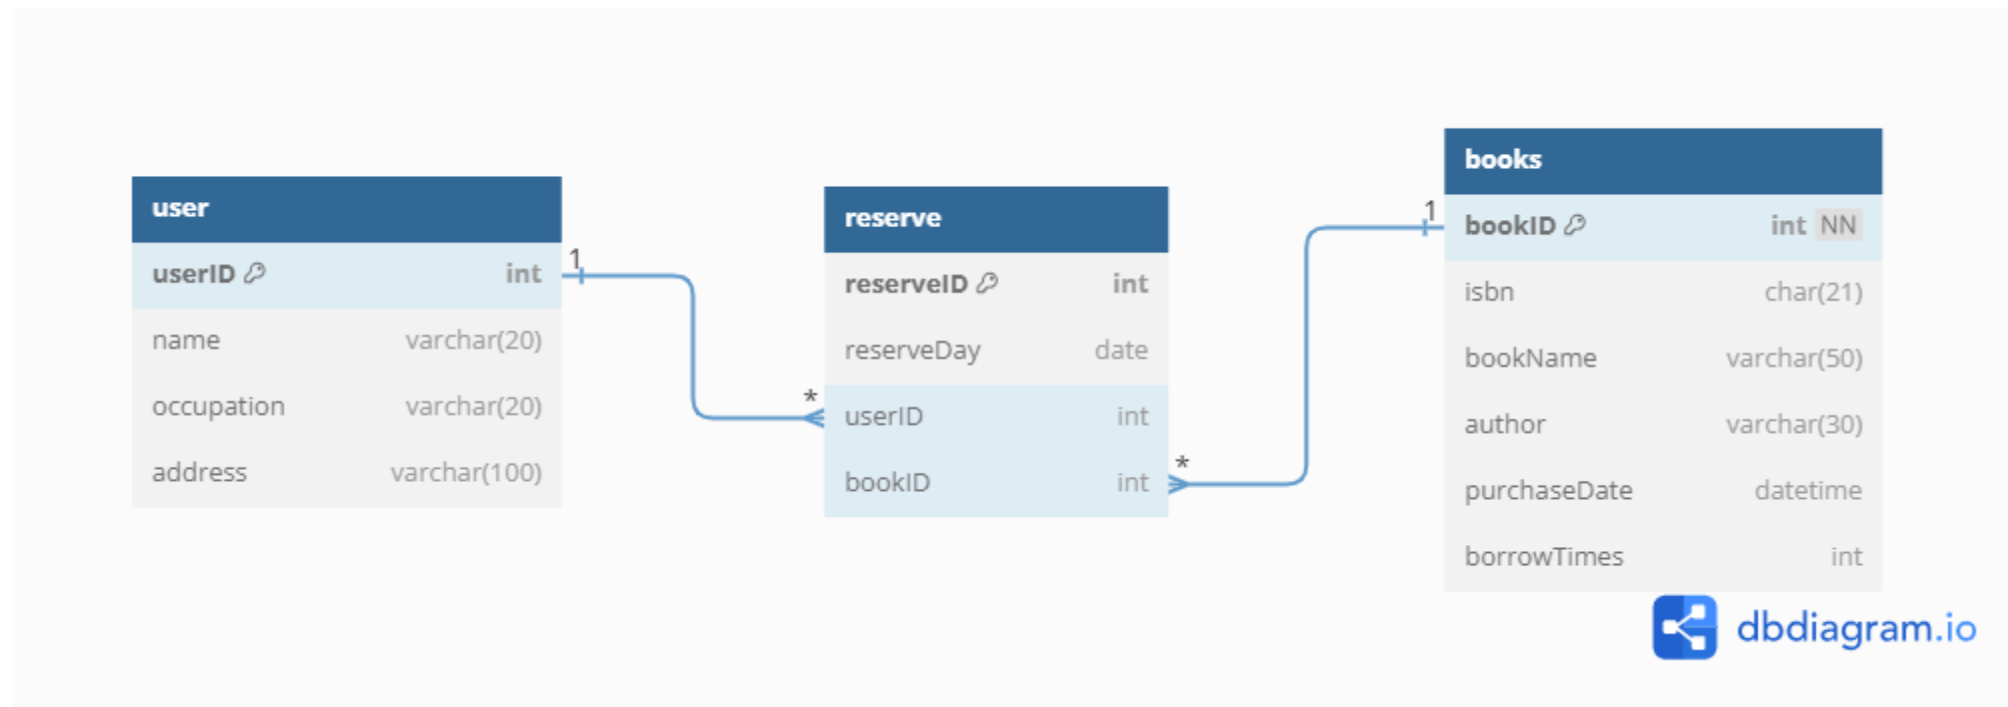 user
userID int
name varchar(20)
occupation varchar(20)
address varchar(100)
1
*
reserve
reserveID int
reserveDay date
userID int
bookID int
*
1
books
bookID int NN
isbn char(21)
bookName varchar(50)
author varchar(30)
purchaseDate datetime
borrowTimes int
dbdiagram.io